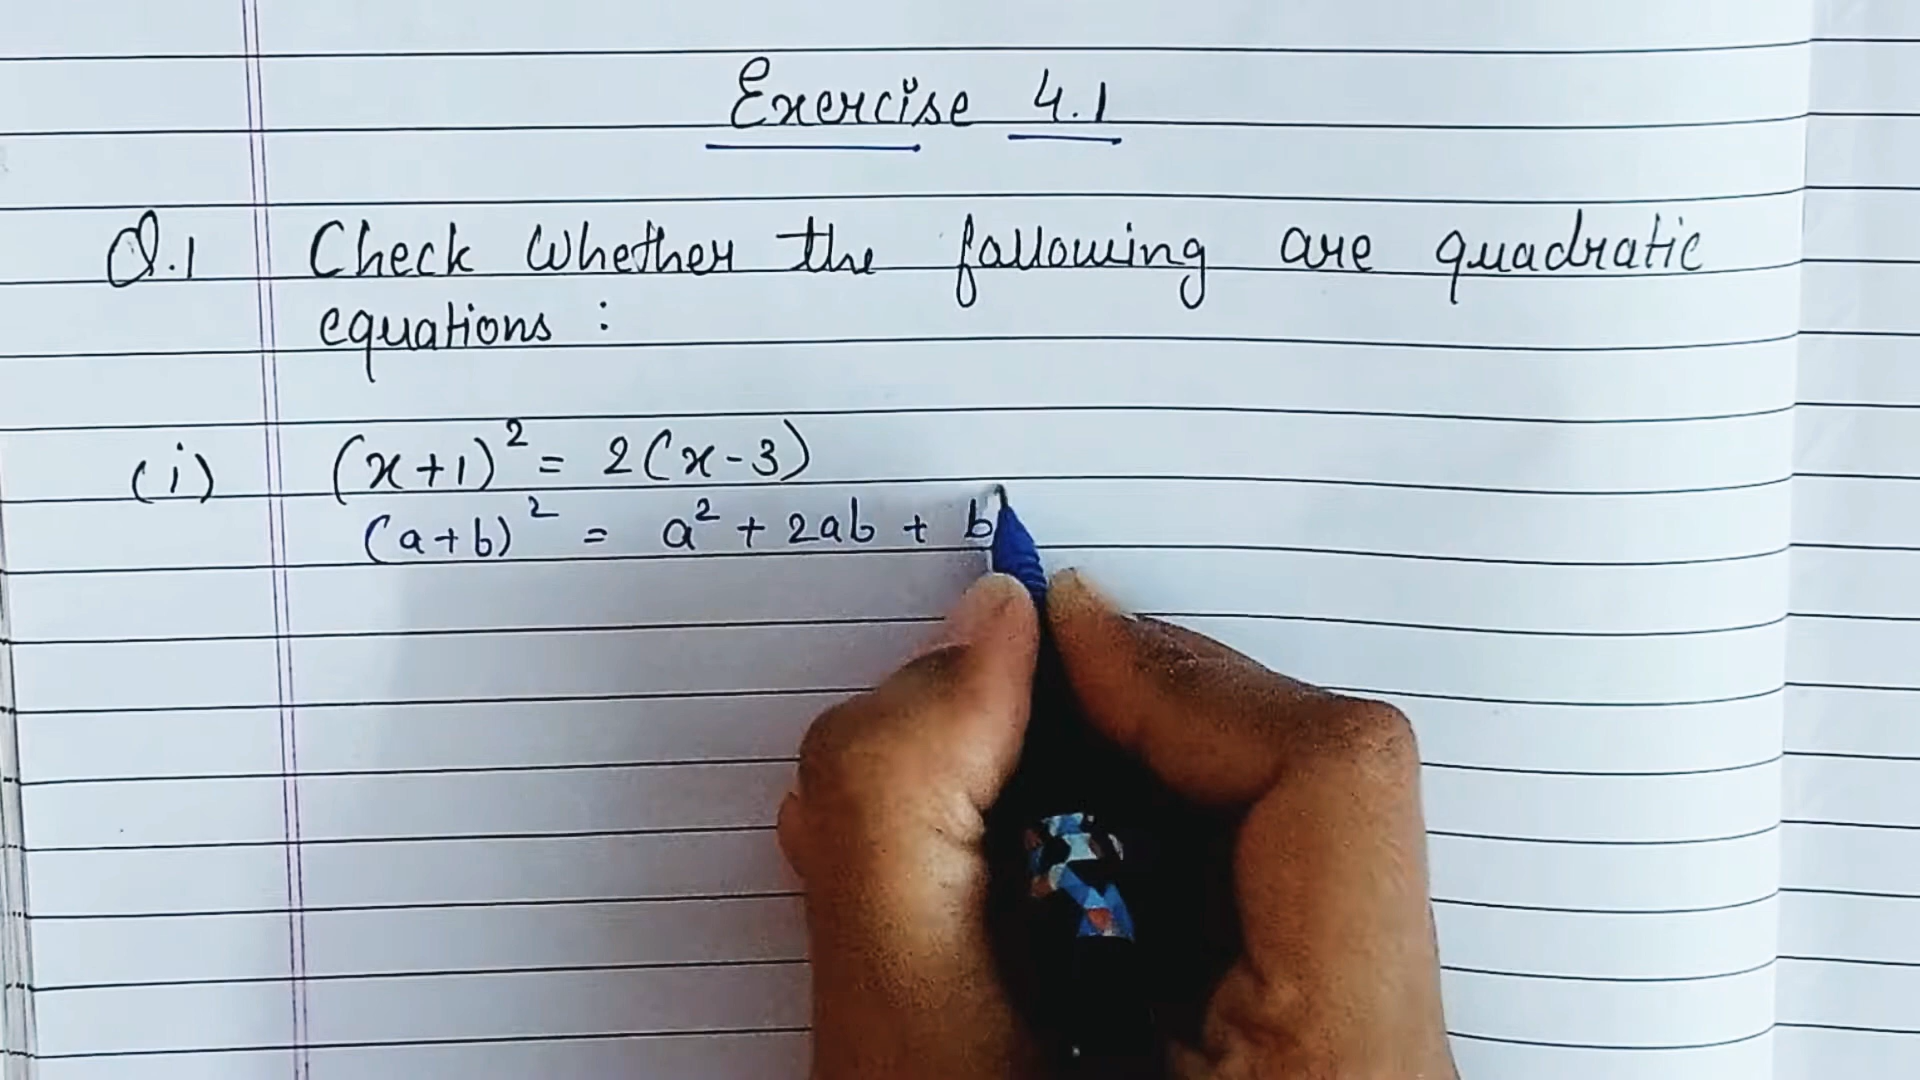 Exercise 4.1
Q.1 Check whether the following are quadratic
equations :
(i) (x+1)² = 2(x-3)
(a+b)² = a² + 2ab + b